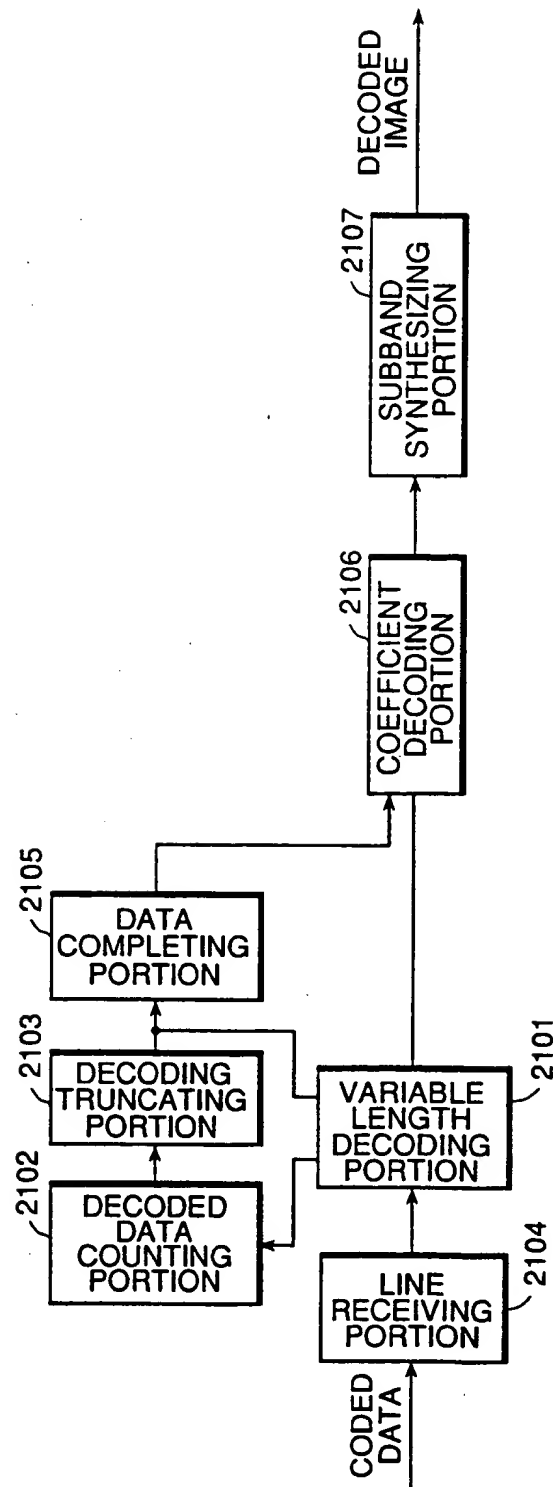 CODED
DATA
LINE
RECEIVING
PORTION
2104
VARIABLE
LENGTH
DECODING
PORTION
2101
DECODED
DATA
COUNTING
PORTION
2102
DECODING
TRUNCATING
PORTION
2103
DATA
COMPLETING
PORTION
2105
COEFFICIENT
DECODING
PORTION
2106
SUBBAND
SYNTHESIZING
PORTION
2107
DECODED
IMAGE